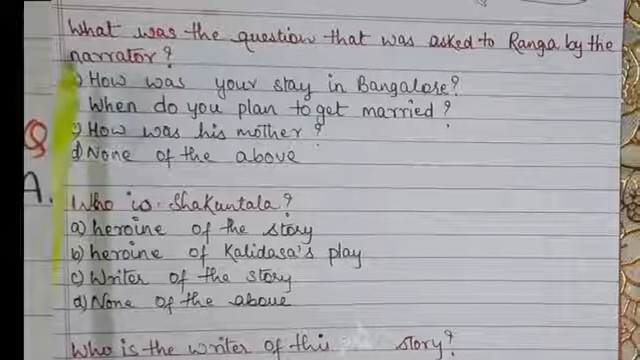 What was the question that was asked to Ranga by the
narrator?
) How was your stay in Bangalore?
When do you plan to get married?
c) How was his mother?
d) None of the above
Q
A.
Who is Shakuntala?
a) heroine of the story
b) heroine of Kalidasa's play
c) Writer of the story
d) None of the above
Who is the writer of this story?